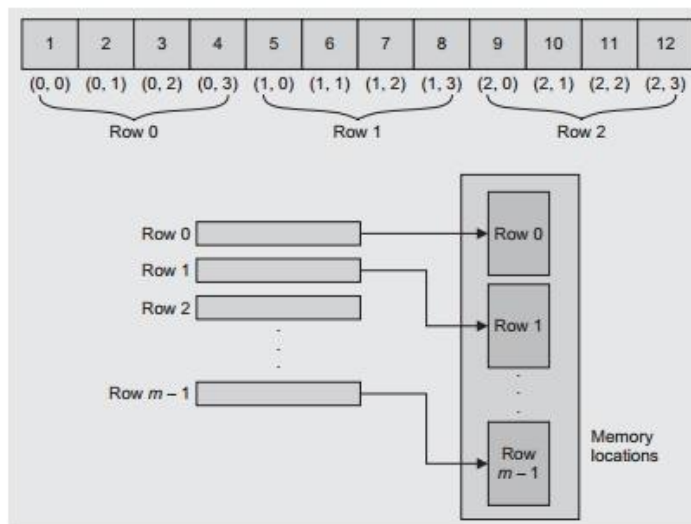 1 2 3 4 5 6 7 8 9 10 11 12
(0, 0) (0, 1) (0, 2) (0, 3) (1, 0) (1, 1) (1, 2) (1, 3) (2, 0) (2, 1) (2, 2) (2, 3)
Row 0 Row 1 Row 2
Row 0
Row 1
Row 2
Row m – 1
Row 0
Row 1
Row
m – 1
Memory
locations